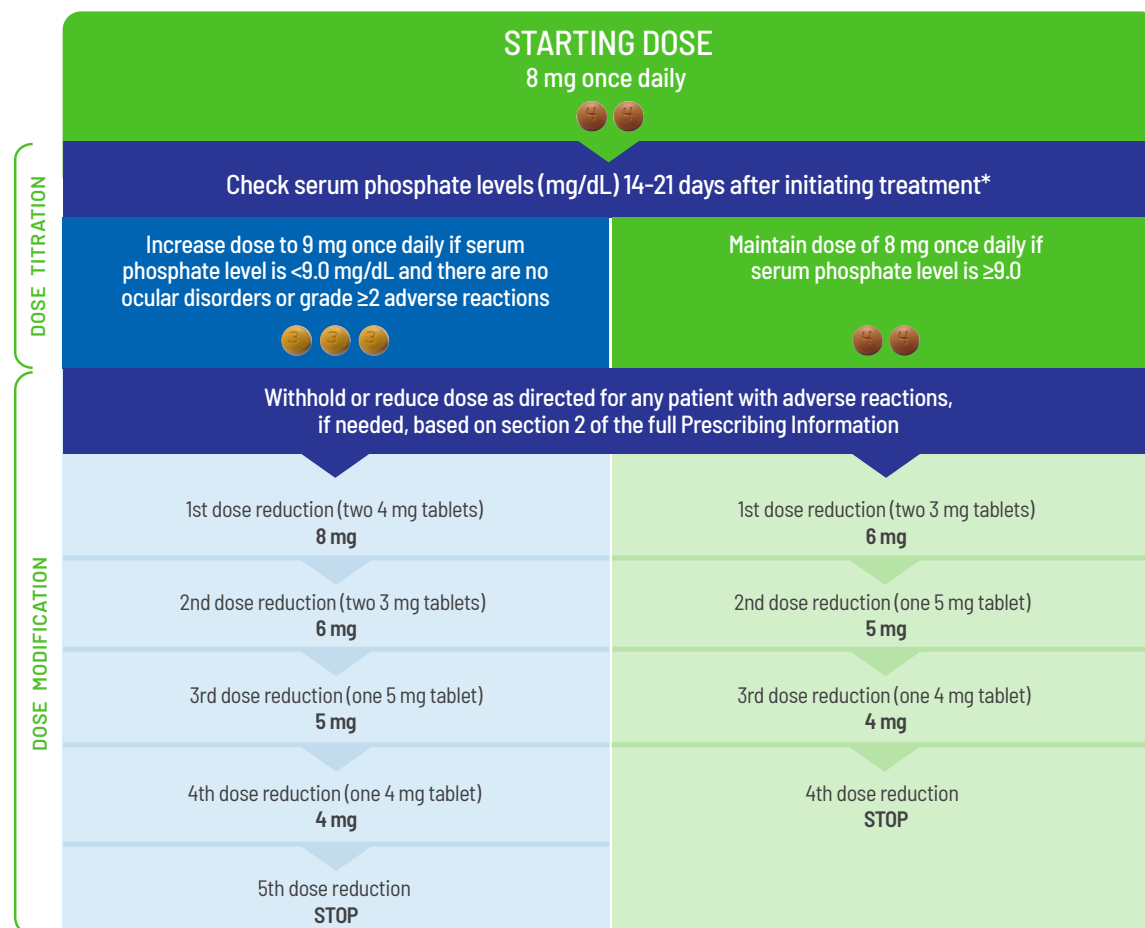 STARTING DOSE
8 mg once daily
4 4
DOSE TITRATION
Check serum phosphate levels (mg/dL) 14-21 days after initiating treatment*
Increase dose to 9 mg once daily if serum
phosphate level is <9.0 mg/dL and there are no
ocular disorders or grade ≥2 adverse reactions
3 3 3
Maintain dose of 8 mg once daily if
serum phosphate level is ≥9.0
4 4
DOSE MODIFICATION
Withhold or reduce dose as directed for any patient with adverse reactions,
if needed, based on section 2 of the full Prescribing Information
1st dose reduction (two 4 mg tablets)
8 mg
2nd dose reduction (two 3 mg tablets)
6 mg
3rd dose reduction (one 5 mg tablet)
5 mg
4th dose reduction (one 4 mg tablet)
4 mg
5th dose reduction
STOP
1st dose reduction (two 3 mg tablets)
6 mg
2nd dose reduction (one 5 mg tablet)
5 mg
3rd dose reduction (one 4 mg tablet)
4 mg
4th dose reduction
STOP